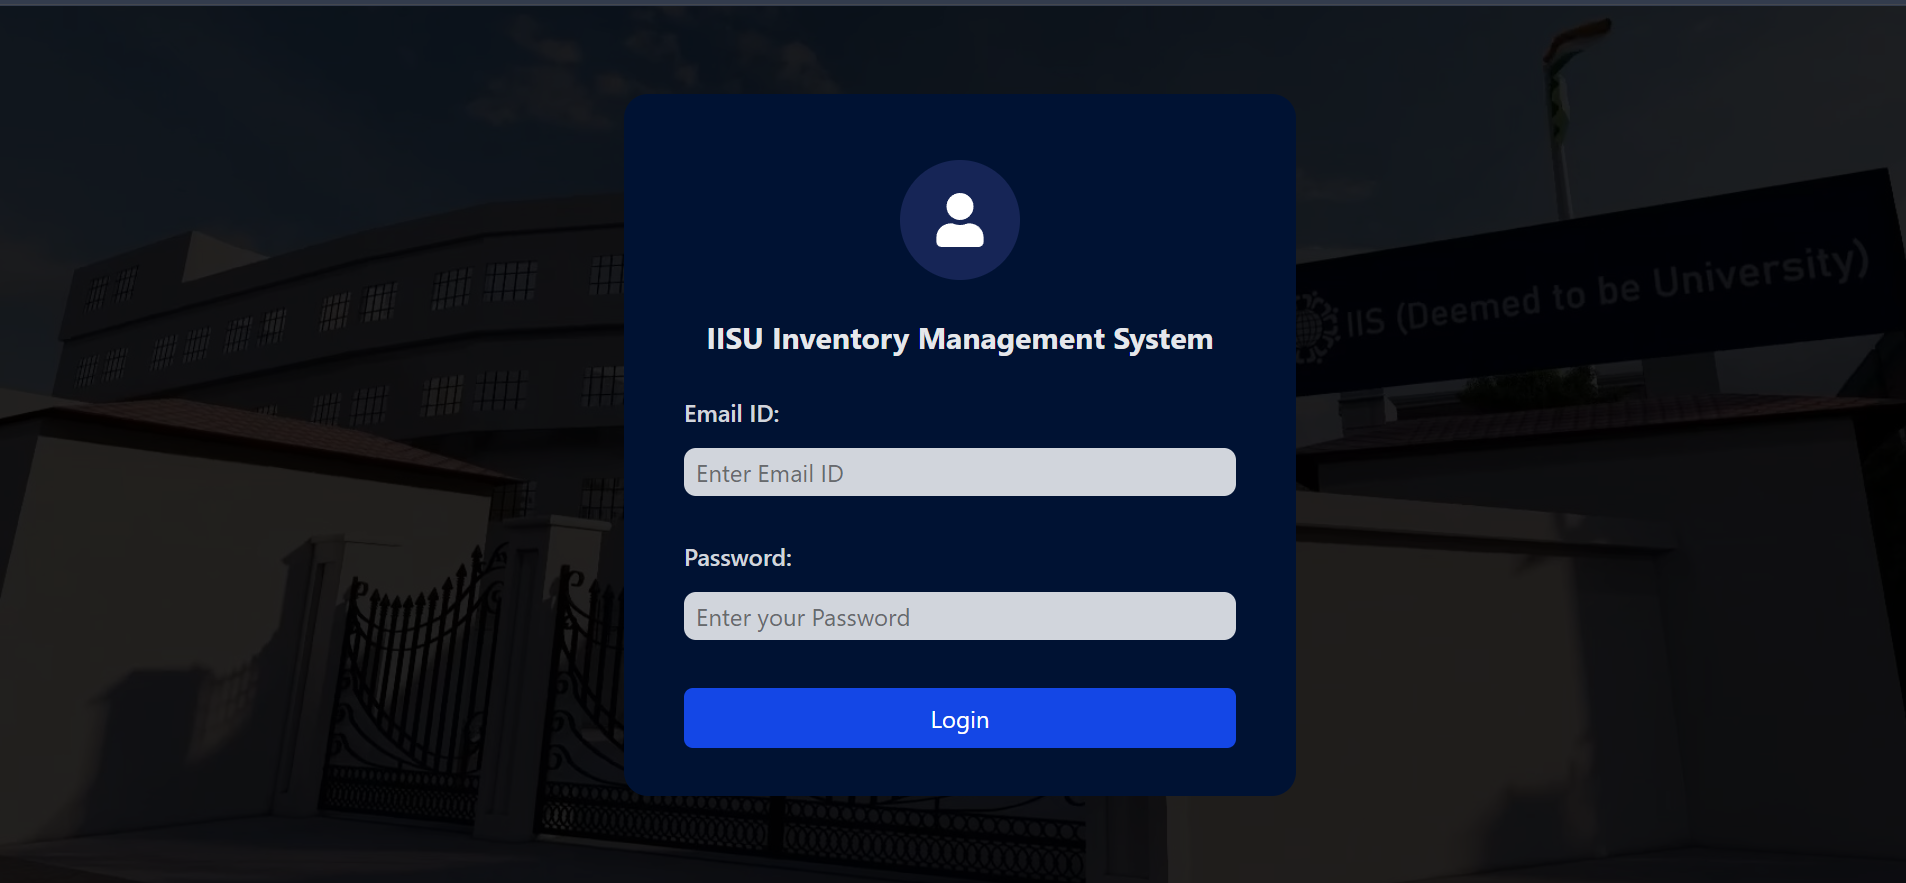 IIS (Deemed to be University)
IISU Inventory Management System
Email ID:
Enter Email ID
Password:
Enter your Password
Login